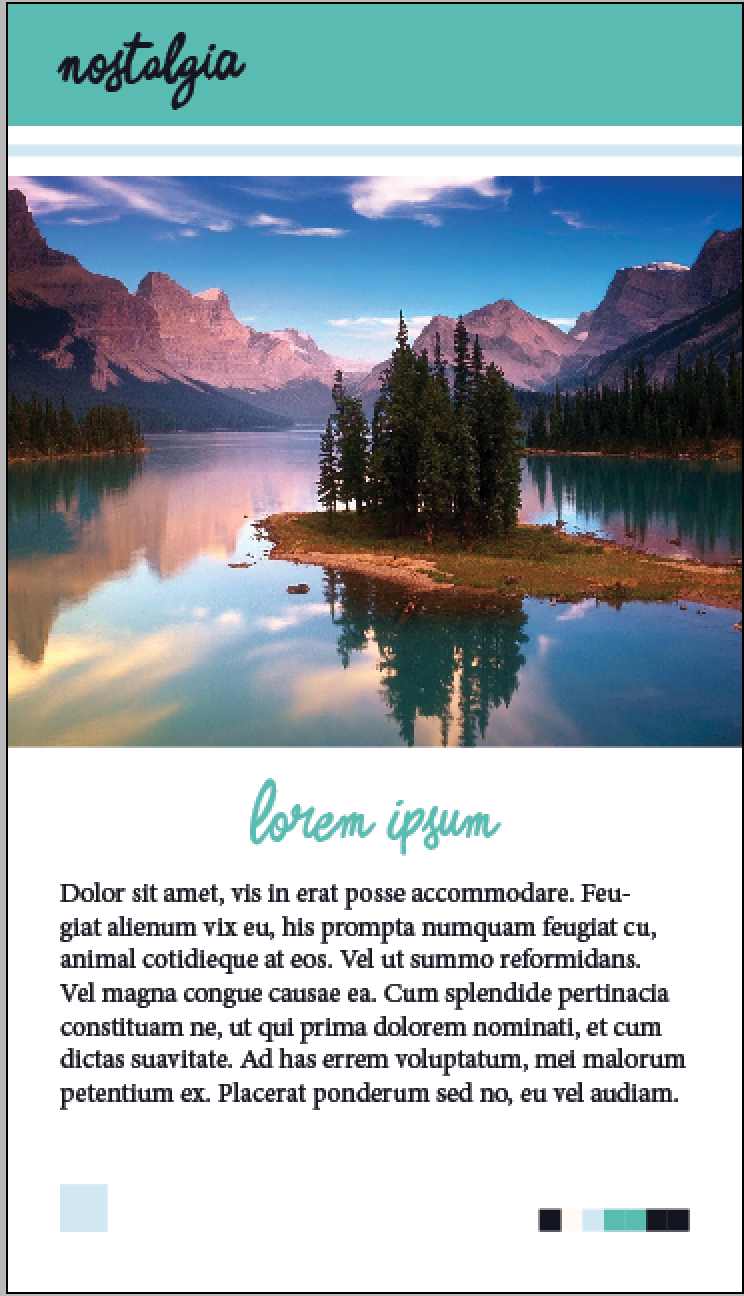 nostalgia
lorem ipsum
Dolor sit amet, vis in erat posse accommodare. Feu-
giat alienum vix eu, his prompta numquam feugiat cu,
animal cotidieque at eos. Vel ut summo reformidans.
Vel magna congue causae ea. Cum splendide pertinacia
constituam ne, ut qui prima dolorem nominati, et cum
dictas suavitate. Ad has errem voluptatum, mei malorum
petentium ex. Placerat ponderum sed no, eu vel audiam.